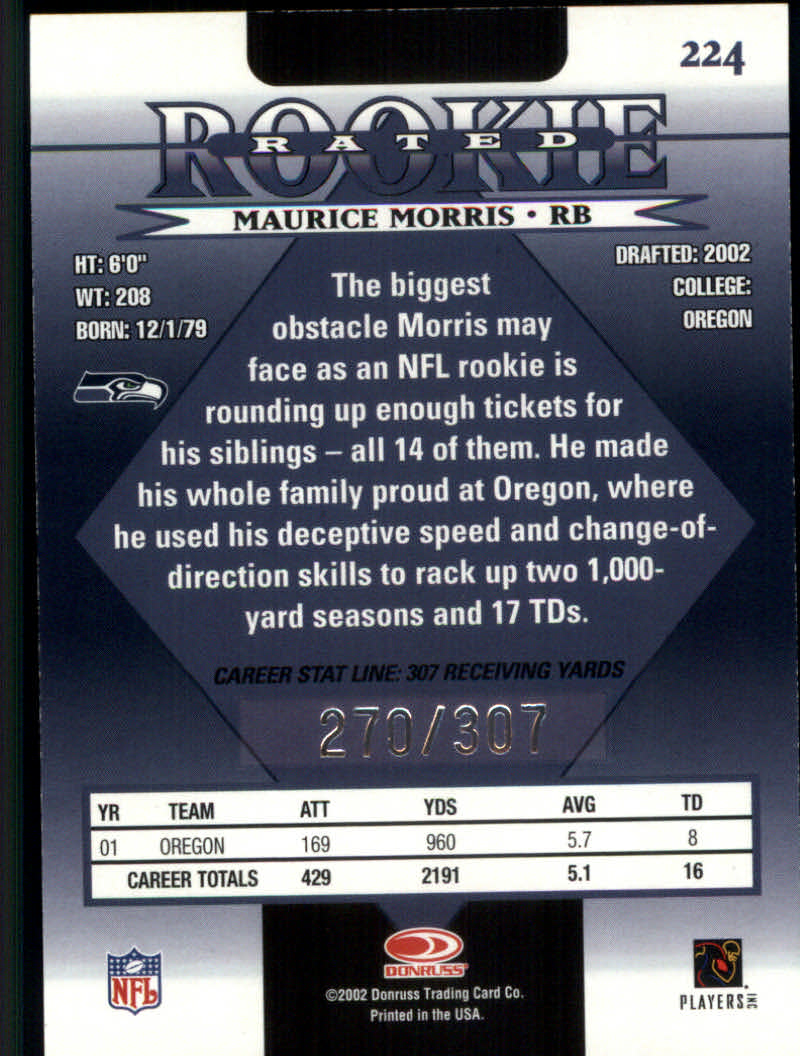 224
ROOKIE
RATED
MAURICE MORRIS • RB
HT: 6'0"
WT: 208
BORN: 12/1/79
DRAFTED: 2002
COLLEGE:
OREGON
The biggest
obstacle Morris may
face as an NFL rookie is
rounding up enough tickets for
his siblings – all 14 of them. He made
his whole family proud at Oregon, where
he used his deceptive speed and change-of-
direction skills to rack up two 1,000-
yard seasons and 17 TDs.
CAREER STAT LINE: 307 RECEIVING YARDS
270/307
YR TEAM ATT YDS AVG TD
01 OREGON 169 960 5.7 8
CAREER TOTALS 429 2191 5.1 16
NFL
DONRUSS
©2002 Donruss Trading Card Co.
Printed in the USA.
PLAYERS INC